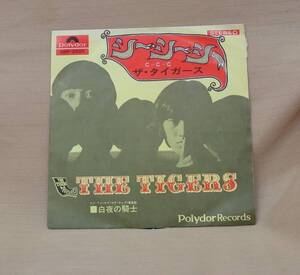 Polydor
シー・シー・シー
STEREO
C-C-C
ザ・タイガース
THE TIGERS
■白夜の騎士
Polydor Records